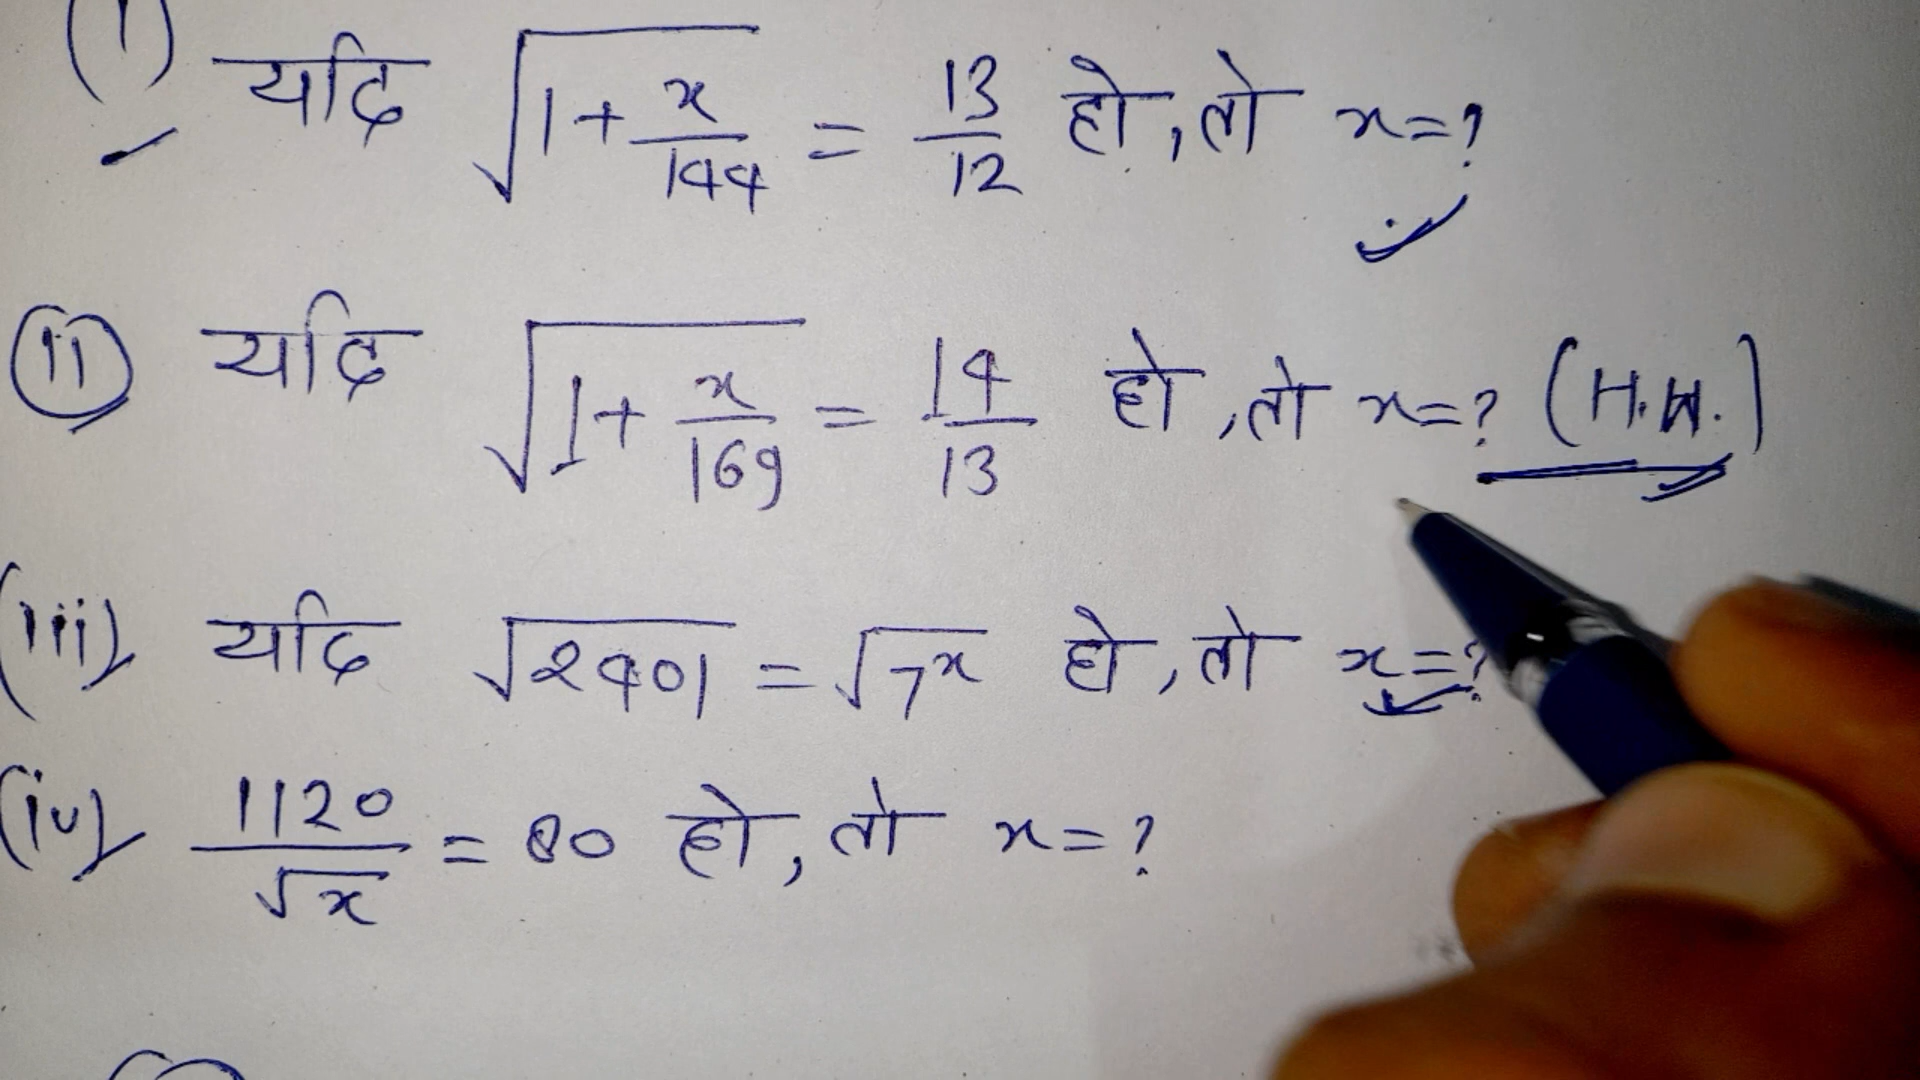 (i) यदि √(1+x/144) = 13/12 हो, तो x=?
(ii) यदि √(1+x/169) = 14/13 हो, तो x=? (H.W.)
(iii) यदि √2401 = √7^x हो, तो x=?
(iv) 1120/√x = 80 हो, तो x=?